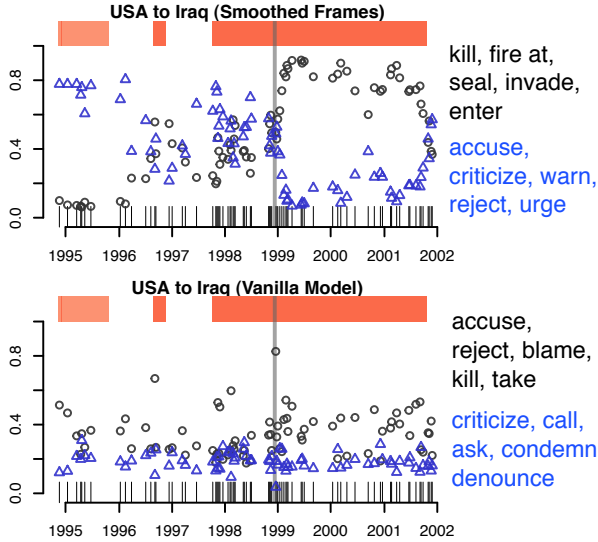 USA to Iraq (Smoothed Frames)
0.8
0.4
0.0
1995 1996 1997 1998 1999 2000 2001 2002
kill, fire at,
seal, invade,
enter
accuse,
criticize, warn,
reject, urge
USA to Iraq (Vanilla Model)
0.8
0.4
0.0
1995 1996 1997 1998 1999 2000 2001 2002
accuse,
reject, blame,
kill, take
criticize, call,
ask, condemn
denounce